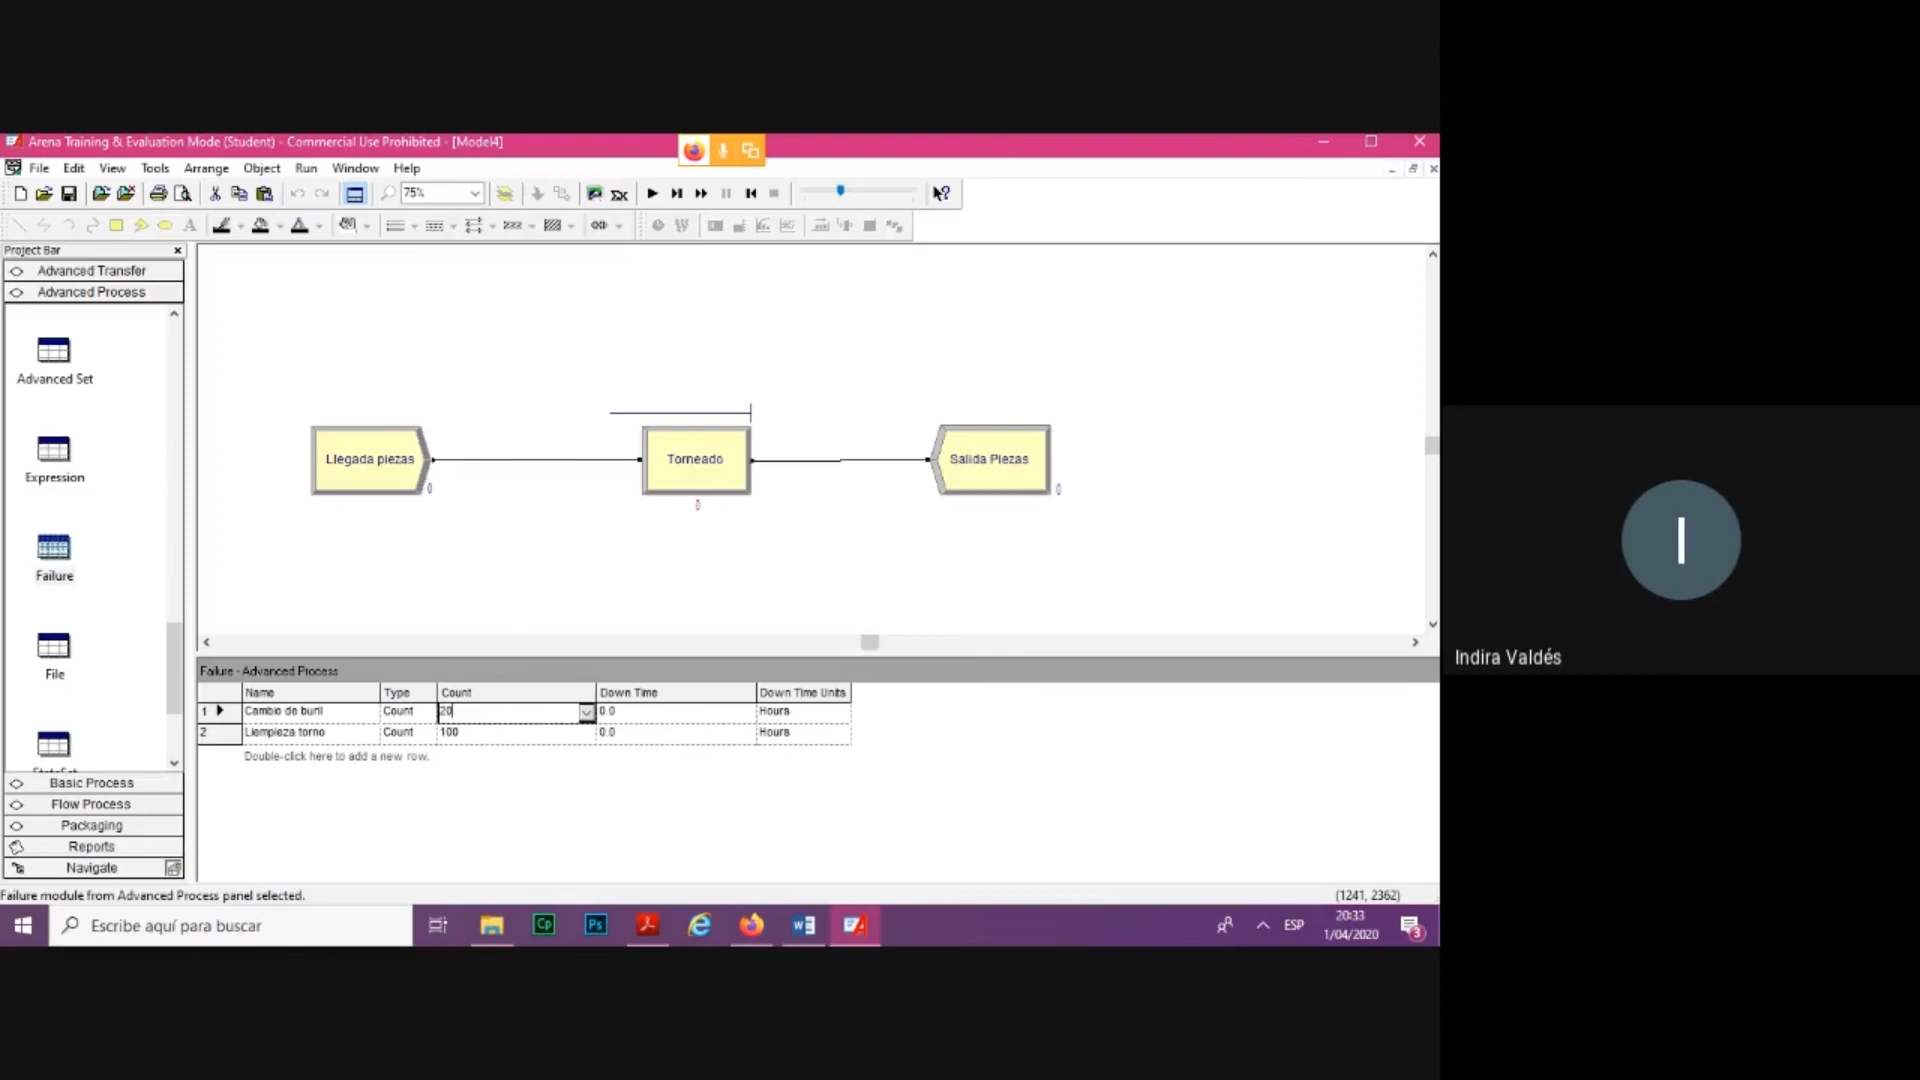 Arena Training & Evaluation Mode (Student) - Commercial Use Prohibited - [Model4]
File Edit View Tools Arrange Object Run Window Help
75%
Project Bar
Advanced Transfer
Advanced Process
Advanced Set
Expression
Failure
File
Basic Process
Flow Process
Packaging
Reports
Navigate
Llegada piezas
0
Torneado
0
Salida Piezas
0
Failure - Advanced Process
Name Type Count Down Time Down Time Units
1 Cambio de buril Count 20 0.0 Hours
2 Liempieza torno Count 100 0.0 Hours
Double-click here to add a new row.
Failure module from Advanced Process panel selected.
(1241, 2362)
Escribe aquí para buscar
Cp
Ps
ESP
20:33
1/04/2020
3
I
Indira Valdés